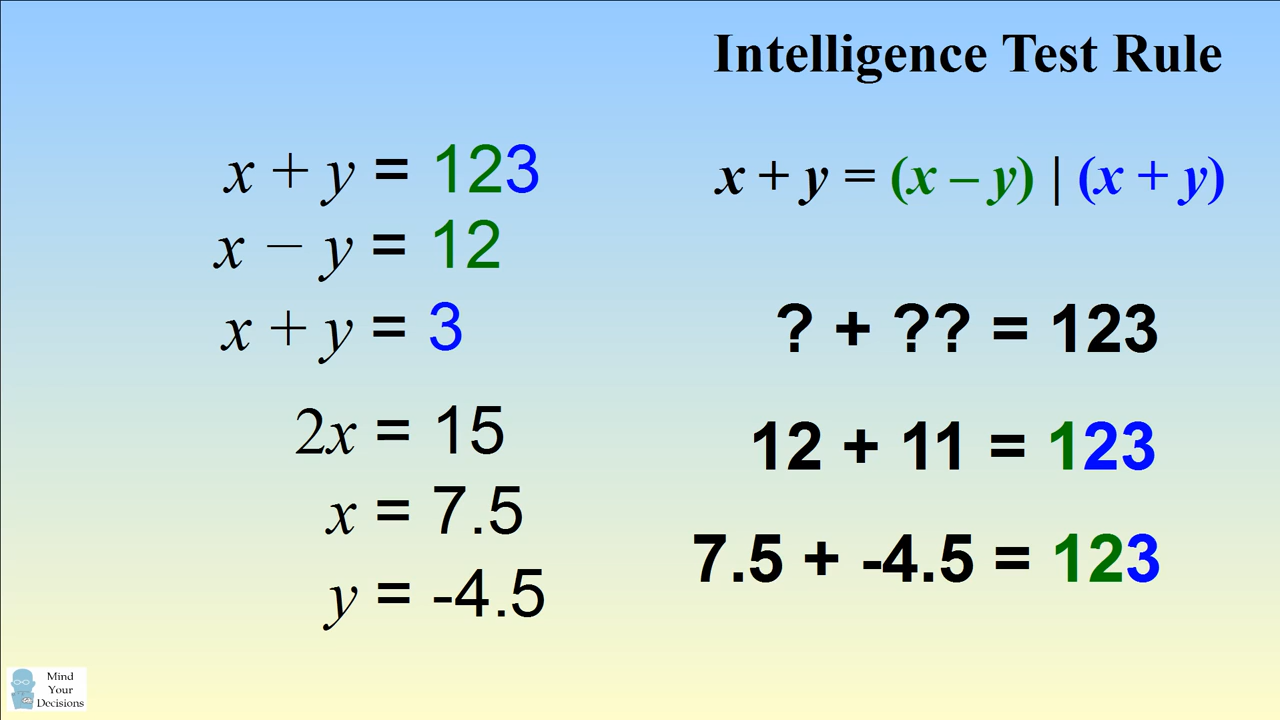 Intelligence Test Rule
x + y = 123
x − y = 12
x + y = 3
2x = 15
x = 7.5
y = -4.5
x + y = (x – y) | (x + y)
? + ?? = 123
12 + 11 = 123
7.5 + -4.5 = 123
Mind
Your
Decisions